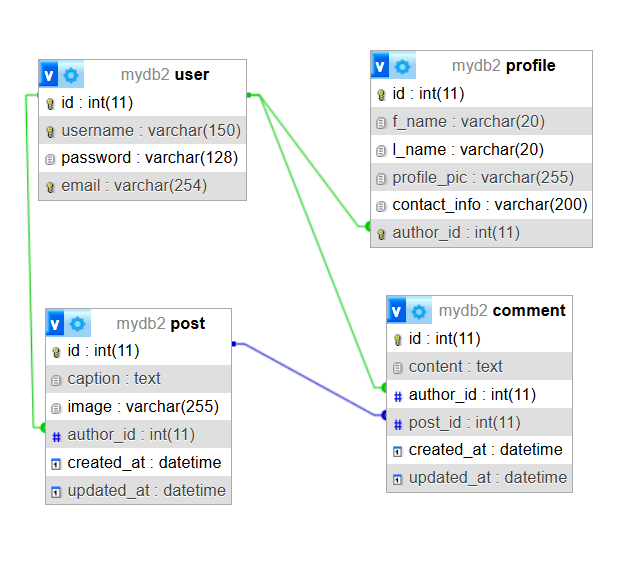 v mydb2 user
id : int(11)
username : varchar(150)
password : varchar(128)
email : varchar(254)
v mydb2 profile
id : int(11)
f_name : varchar(20)
l_name : varchar(20)
profile_pic : varchar(255)
contact_info : varchar(200)
author_id : int(11)
v mydb2 post
id : int(11)
caption : text
image : varchar(255)
# author_id : int(11)
created_at : datetime
updated_at : datetime
v mydb2 comment
id : int(11)
content : text
# author_id : int(11)
# post_id : int(11)
created_at : datetime
updated_at : datetime